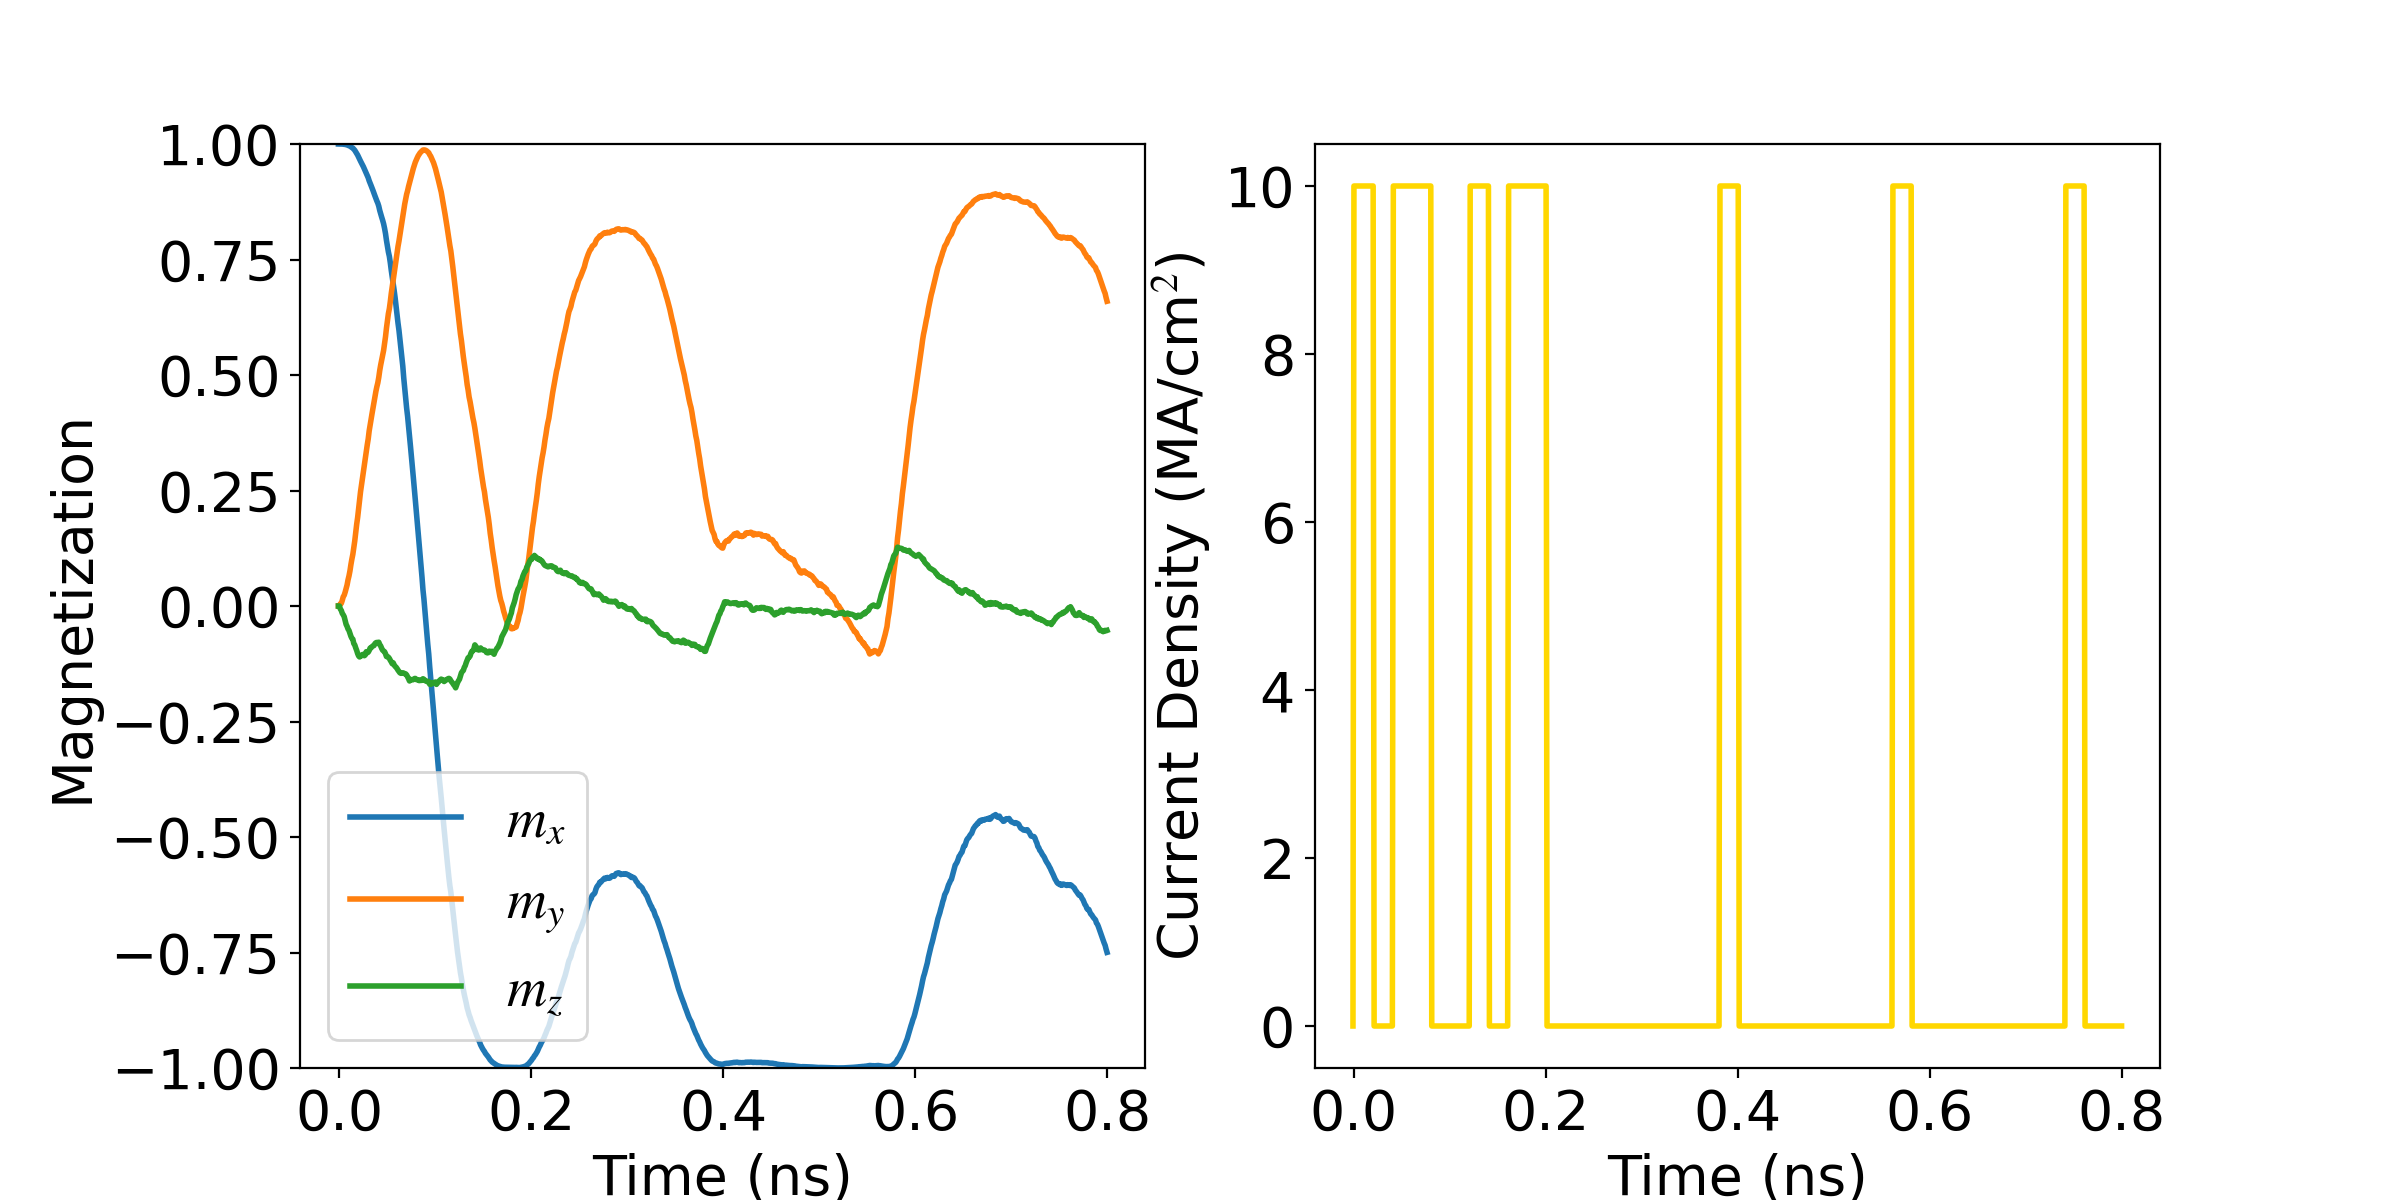 Magnetization
1.00
0.75
0.50
0.25
0.00
−0.25
−0.50
−0.75
−1.00
0.0 0.2 0.4 0.6 0.8
Time (ns)
m_x
m_y
m_z
Current Density (MA/cm²)
10
8
6
4
2
0
0.0 0.2 0.4 0.6 0.8
Time (ns)